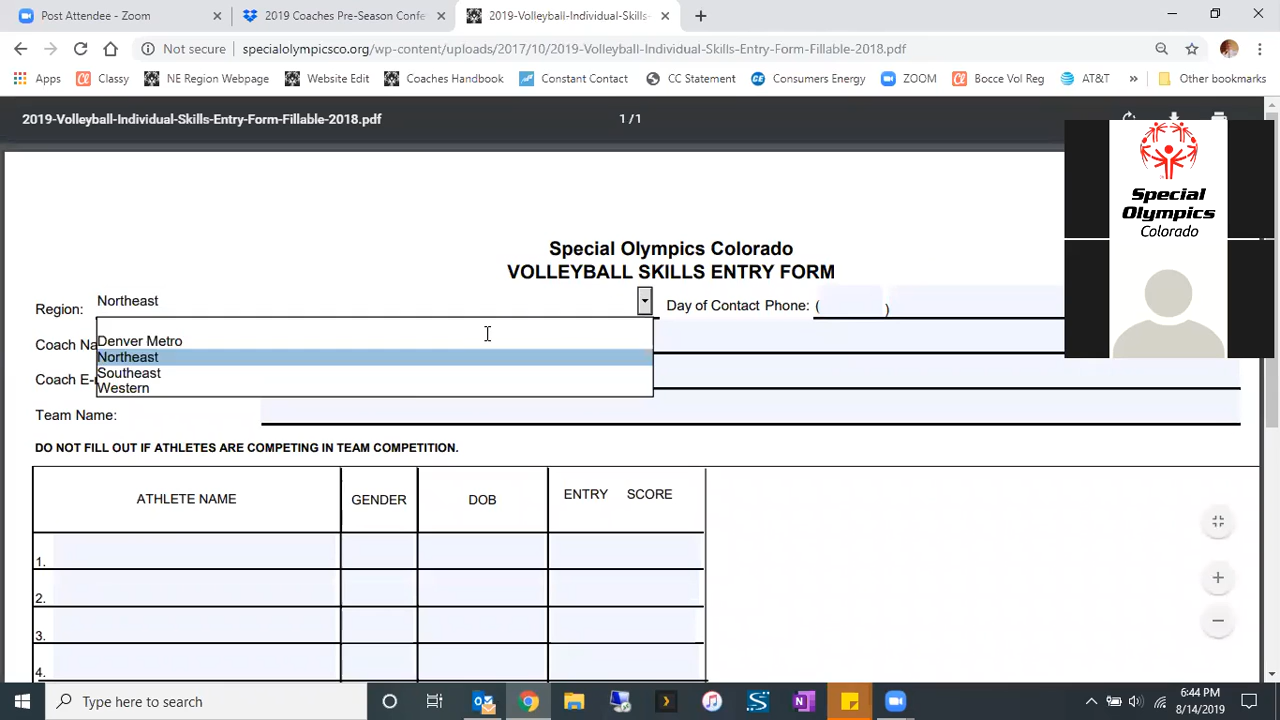 Post Attendee - Zoom
2019 Coaches Pre-Season Confe
2019-Volleyball-Individual-Skills-
Not secure
specialolympicsco.org/wp-content/uploads/2017/10/2019-Volleyball-Individual-Skills-Entry-Form-Fillable-2018.pdf
Apps
Classy
NE Region Webpage
Website Edit
Coaches Handbook
Constant Contact
CC Statement
Consumers Energy
ZOOM
Bocce Vol Reg
AT&T
»
Other bookmarks
2019-Volleyball-Individual-Skills-Entry-Form-Fillable-2018.pdf
1 / 1
Special
Olympics
Colorado
Special Olympics Colorado
VOLLEYBALL SKILLS ENTRY FORM
Region: Northeast
Day of Contact Phone: ( )
Denver Metro
Northeast
Southeast
Western
Coach Na
Coach E-
Team Name:
DO NOT FILL OUT IF ATHLETES ARE COMPETING IN TEAM COMPETITION.
ATHLETE NAME GENDER DOB ENTRY SCORE
1.
2.
3.
4.
Type here to search
6:44 PM
8/14/2019